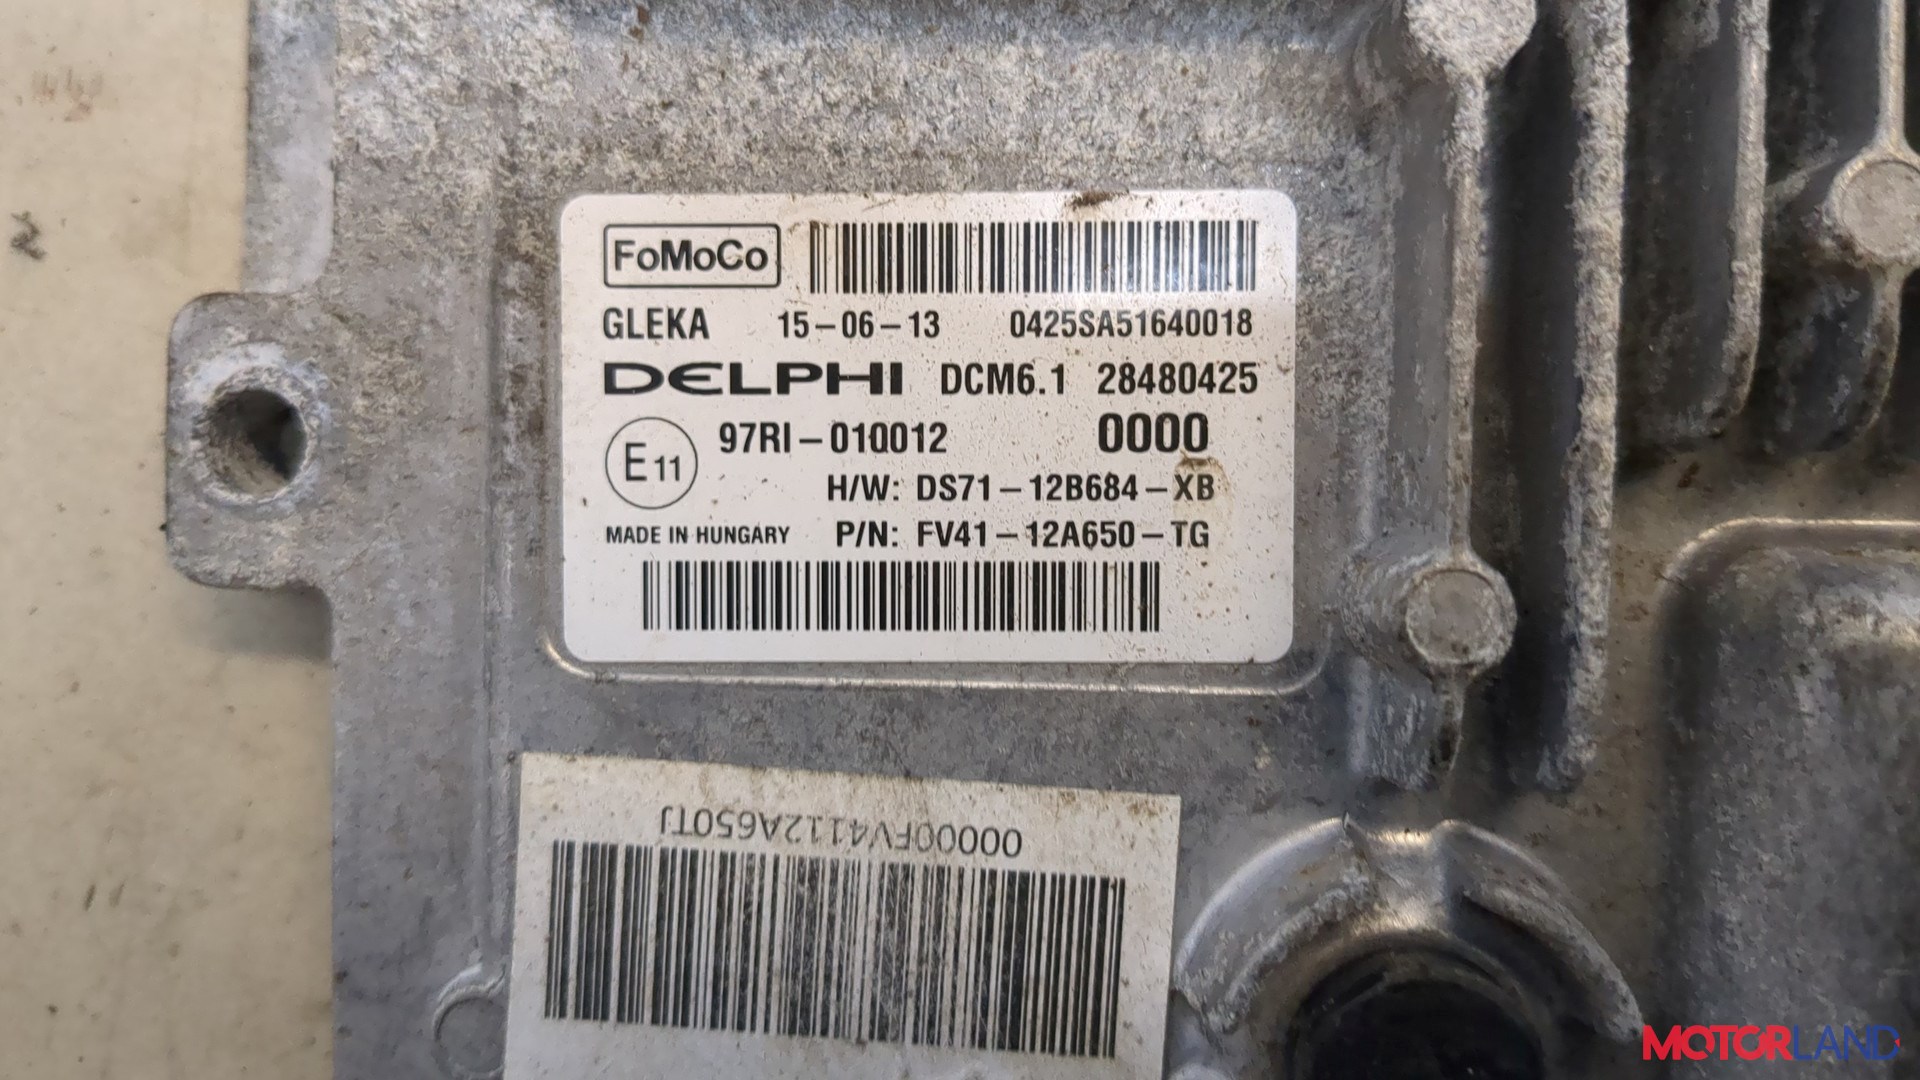 FoMoCo
GLEKA 15-06-13 0425SA51640018
DELPHI DCM6.1 28480425
E11 97RI-010012 0000
H/W: DS71-12B684-XB
MADE IN HUNGARY P/N: FV41-12A650-TG
00000FV4112A650TJ
MOTORLAND